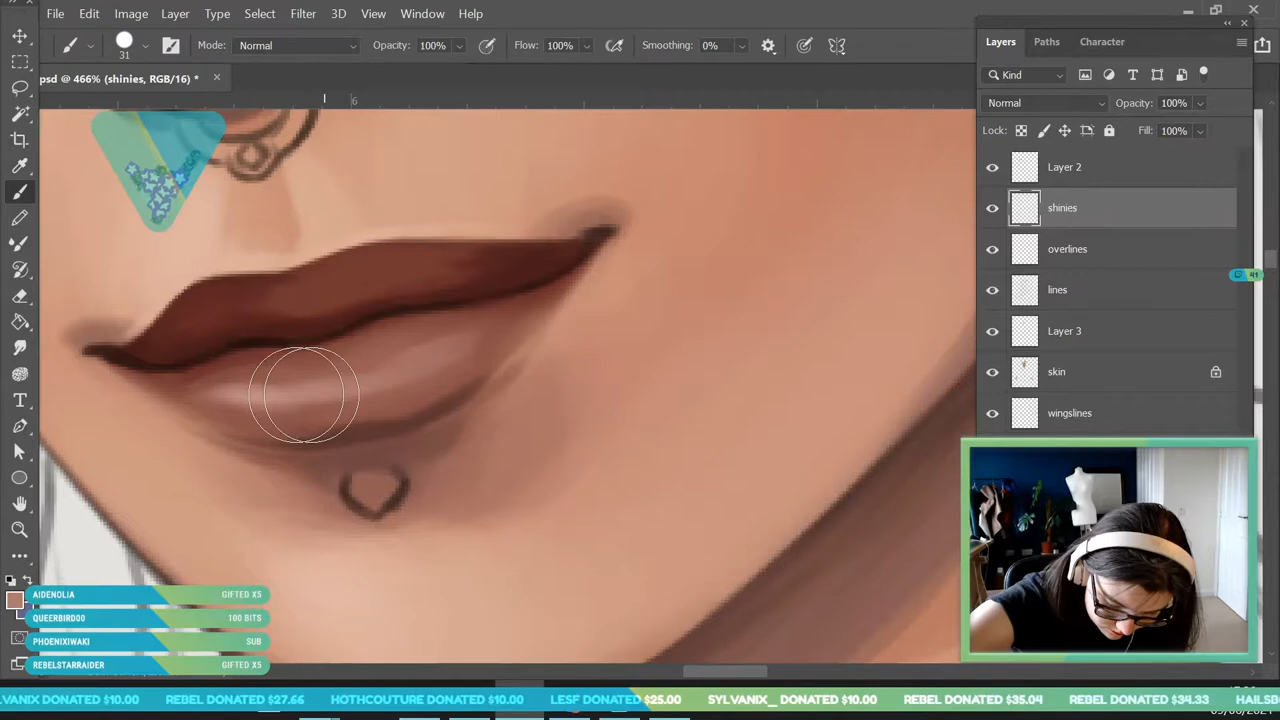 File Edit Image Layer Type Select Filter 3D View Window Help
31 Mode: Normal Opacity: 100% Flow: 100% Smoothing: 0%
psd @ 466% (shinies, RGB/16) *
6
Layers Paths Character
Kind
Normal Opacity: 100%
Lock: Fill: 100%
Layer 2
shinies
overlines
lines
Layer 3
skin
wingslines
AIDENOLIA GIFTED X5
QUEERBIRD00 100 BITS
PHOENIXIWAKI SUB
REBELSTARRAIDER GIFTED X5
LVANIX DONATED $10.00 REBEL DONATED $27.66 HOTHCOUTURE DONATED $10.00 LESF DONATED $25.00 SYLVANIX_ DONATED $10.00 REBEL DONATED $35.04 REBEL DONATED $34.33 HAILSB